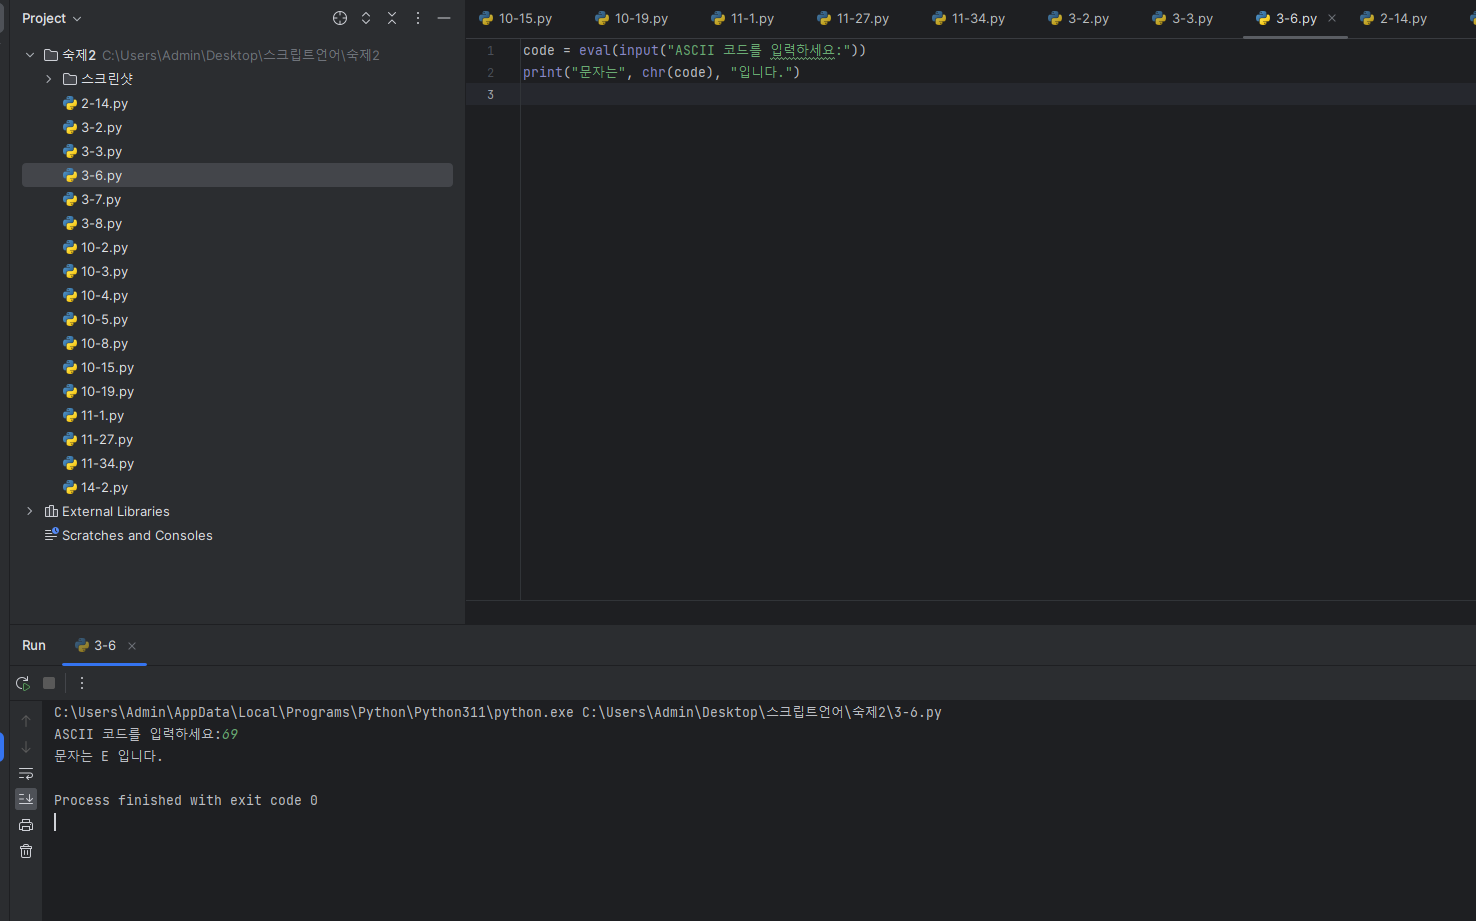 Project
숙제2 C:\Users\Admin\Desktop\스크립트언어\숙제2
스크린샷
2-14.py
3-2.py
3-3.py
3-6.py
3-7.py
3-8.py
10-2.py
10-3.py
10-4.py
10-5.py
10-8.py
10-15.py
10-19.py
11-1.py
11-27.py
11-34.py
14-2.py
External Libraries
Scratches and Consoles
10-15.py 10-19.py 11-1.py 11-27.py 11-34.py 3-2.py 3-3.py 3-6.py 2-14.py
1 code = eval(input("ASCII 코드를 입력하세요:"))
2 print("문자는", chr(code), "입니다.")
3
Run 3-6
C:\Users\Admin\AppData\Local\Programs\Python\Python311\python.exe C:\Users\Admin\Desktop\스크립트언어\숙제2\3-6.py
ASCII 코드를 입력하세요:69
문자는 E 입니다.
Process finished with exit code 0